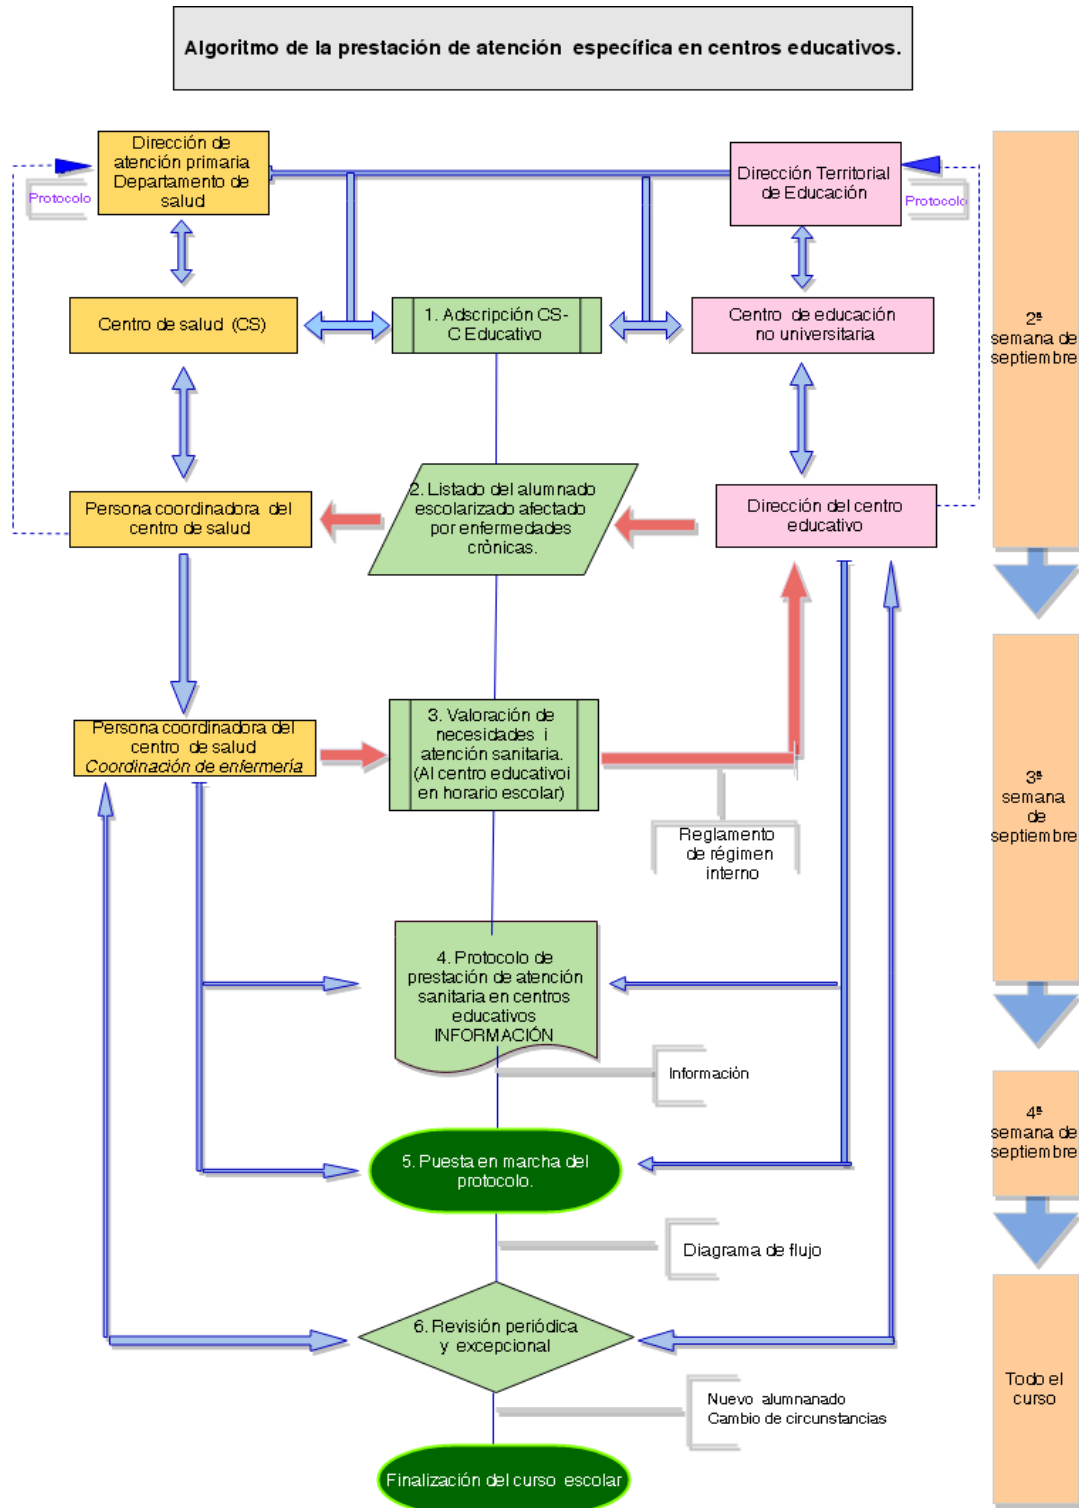 Algoritmo de la prestación de atención específica en centros educativos.
Dirección de
atención primaria
Departamento de
salud
Dirección Territorial
de Educación
Protocolo
Protocolo
Centro de salud (CS)
1. Adscripción CS-
C Educativo
Centro de educación
no universitaria
2ª
semana de
septiembre
Persona coordinadora del
centro de salud
2. Listado del alumnado
escolarizado afectado
por enfermedades
crònicas.
Dirección del centro
educativo
Persona coordinadora del
centro de salud
Coordinación de enfermería
3. Valoración de
necesidades i
atención sanitaria.
(Al centro educativoi
en horario escolar)
3ª
semana
de
septiembre
Reglamento
de régimen
interno
4. Protocolo de
prestación de atención
sanitaria en centros
educativos
INFORMACIÓN
Información
4ª
semana de
septiembre
5. Puesta en marcha del
protocolo.
Diagrama de flujo
6. Revisión periódica
y excepcional
Nuevo alumnanado
Cambio de circunstancias
Todo el
curso
Finalización del curso escolar